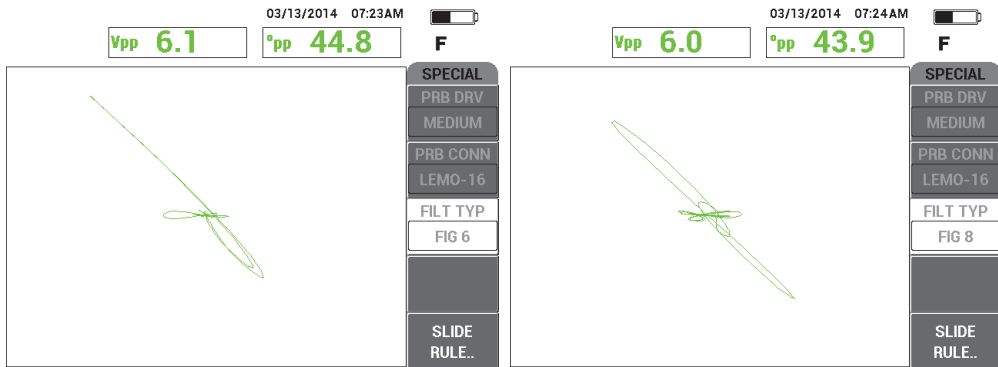 03/13/2014 07:23AM
Vpp 6.1 °pp 44.8 F
SPECIAL
PRB DRV
MEDIUM
PRB CONN
LEMO-16
FILT TYP
FIG 6
SLIDE
RULE..
03/13/2014 07:24AM
Vpp 6.0 °pp 43.9 F
SPECIAL
PRB DRV
MEDIUM
PRB CONN
LEMO-16
FILT TYP
FIG 8
SLIDE
RULE..